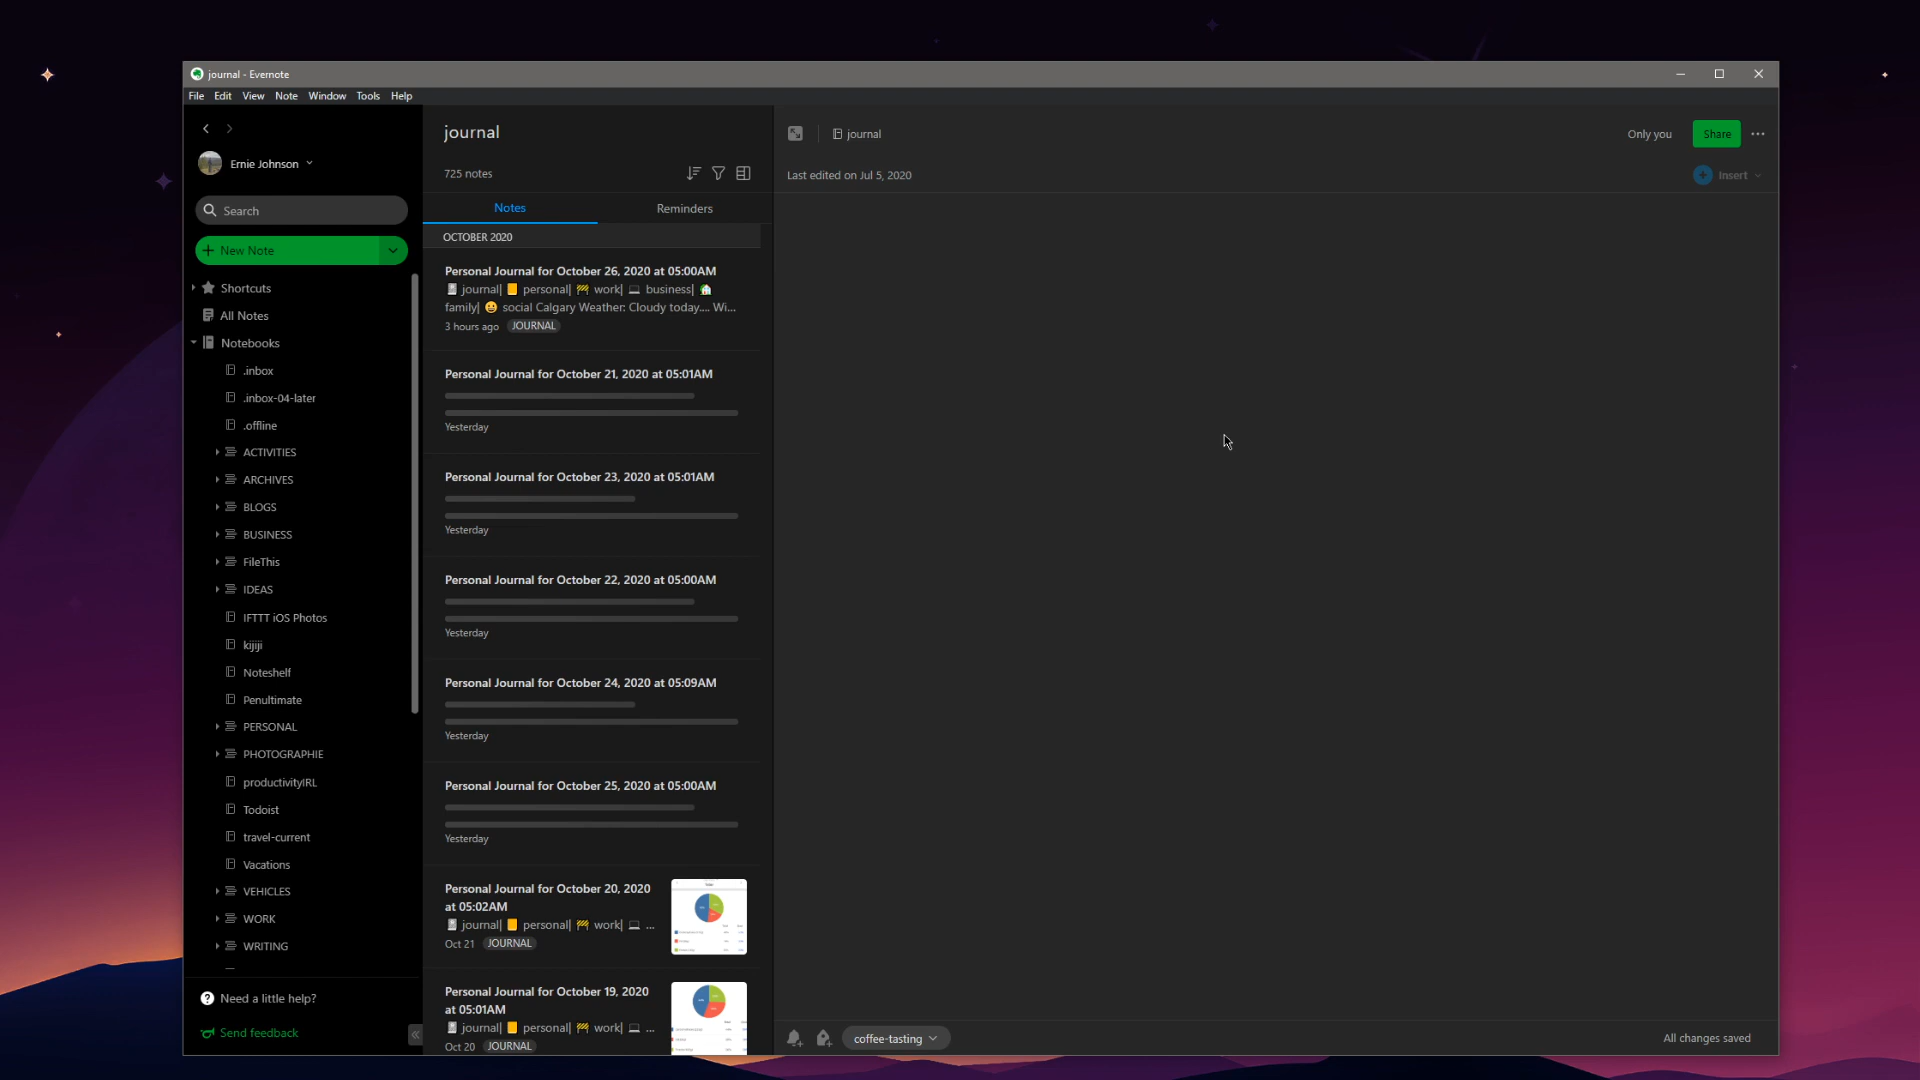 journal - Evernote
File Edit View Note Window Tools Help
Ernie Johnson
Search
New Note
Shortcuts
All Notes
Notebooks
.inbox
.inbox-04-later
.offline
ACTIVITIES
ARCHIVES
BLOGS
BUSINESS
FileThis
IDEAS
IFTTT iOS Photos
kijiji
Noteshelf
Penultimate
PERSONAL
PHOTOGRAPHIE
productivityIRL
Todoist
travel-current
Vacations
VEHICLES
WORK
WRITING
Need a little help?
Send feedback
journal
725 notes
Notes Reminders
OCTOBER 2020
Personal Journal for October 26, 2020 at 05:00AM
journal| personal| work| business|
family| social Calgary Weather: Cloudy today.... Wi...
3 hours ago JOURNAL
Personal Journal for October 21, 2020 at 05:01AM
Yesterday
Personal Journal for October 23, 2020 at 05:01AM
Yesterday
Personal Journal for October 22, 2020 at 05:00AM
Yesterday
Personal Journal for October 24, 2020 at 05:09AM
Yesterday
Personal Journal for October 25, 2020 at 05:00AM
Yesterday
Personal Journal for October 20, 2020
at 05:02AM
journal| personal| work| ...
Oct 21 JOURNAL
Personal Journal for October 19, 2020
at 05:01AM
journal| personal| work| ...
Oct 20 JOURNAL
journal
Only you Share
Last edited on Jul 5, 2020
Insert
coffee-tasting
All changes saved